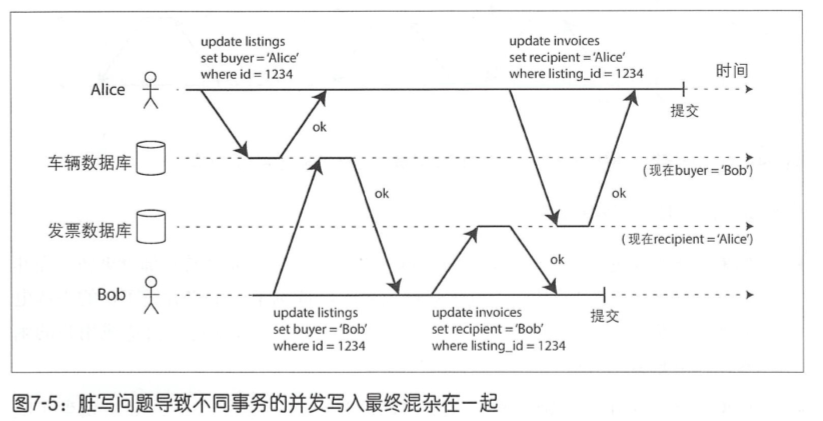 update listings
set buyer = ‘Alice’
where id = 1234
update invoices
set recipient = ‘Alice’
where listing_id = 1234
时间
Alice
提交
ok
车辆数据库
(现在buyer = ‘Bob’)
ok
ok
发票数据库
(现在recipient = ‘Alice’)
ok
Bob
提交
update listings
set buyer = ‘Bob’
where id = 1234
update invoices
set recipient = ‘Bob’
where listing_id = 1234
图7-5：脏写问题导致不同事务的并发写入最终混杂在一起